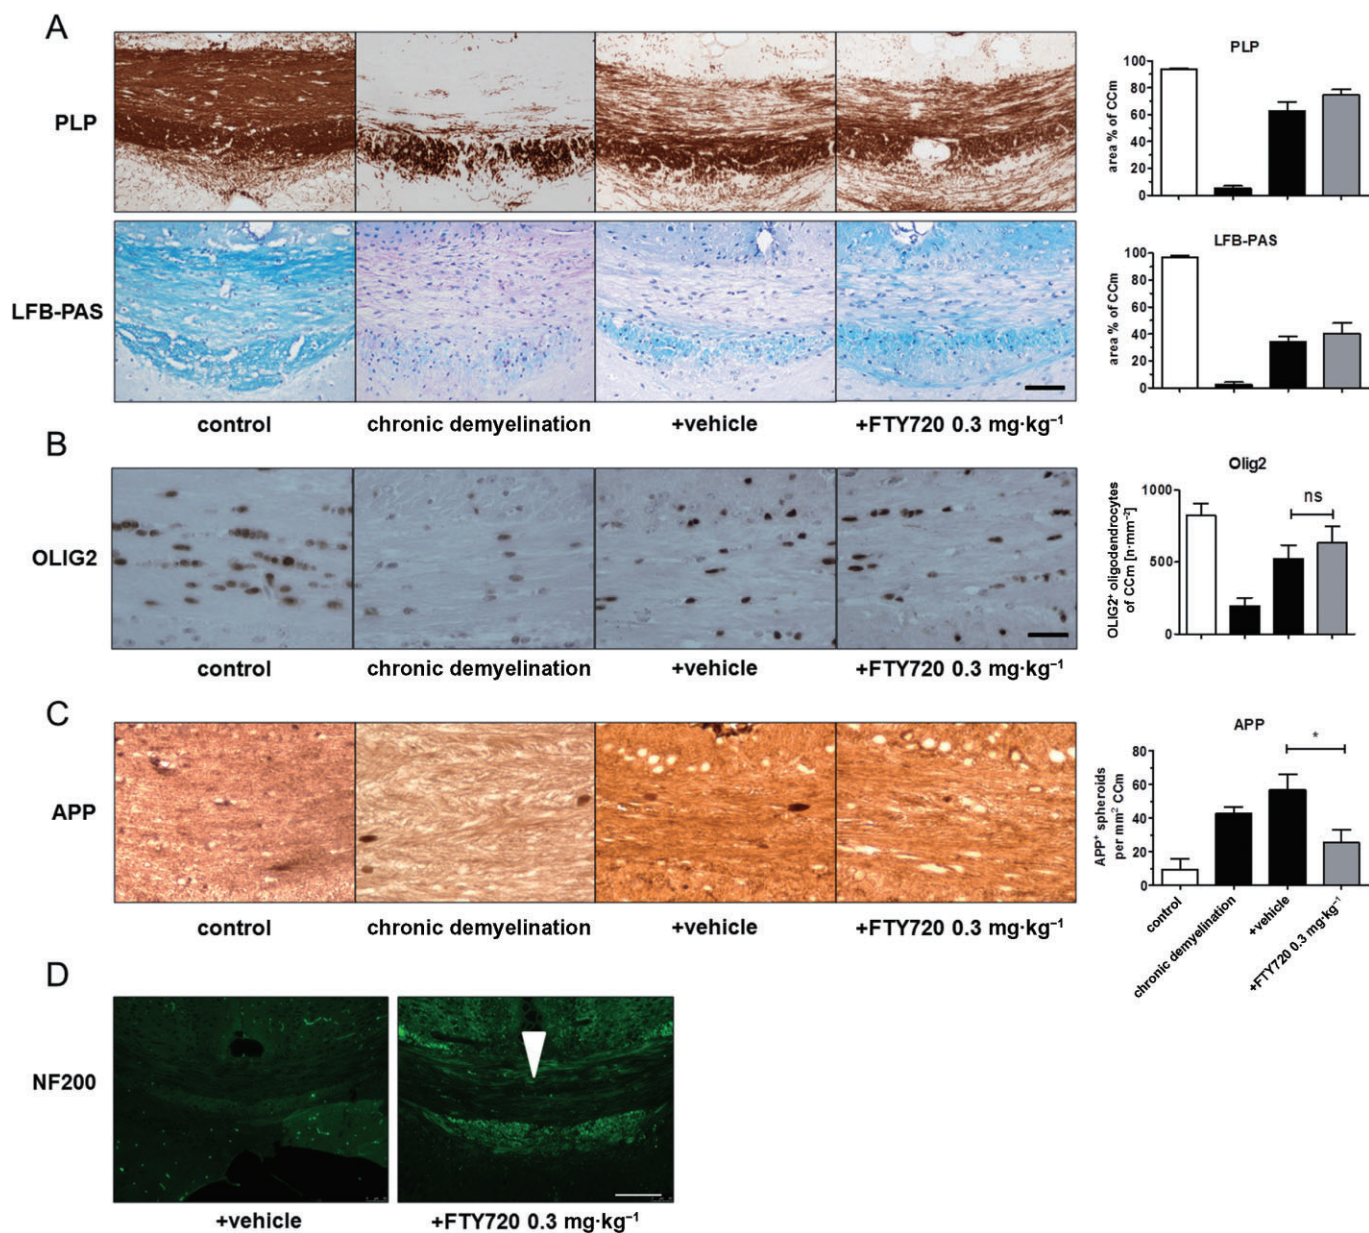 A
PLP
LFB-PAS
control
chronic demyelination
+vehicle
+FTY720 0.3 mg·kg⁻¹
PLP
area % of CCm
100
80
60
40
20
0
LFB-PAS
area % of CCm
100
80
60
40
20
0
B
OLIG2
control
chronic demyelination
+vehicle
+FTY720 0.3 mg·kg⁻¹
Olig2
OLIG2⁺ oligodendrocytes
of CCm [n·mm⁻²]
1000
500
0
ns
C
APP
control
chronic demyelination
+vehicle
+FTY720 0.3 mg·kg⁻¹
APP
APP⁺ spheroids
per mm² CCm
80
60
40
20
0
*
control
chronic demyelination
+vehicle
+FTY720 0.3 mg·kg⁻¹
D
NF200
+vehicle
+FTY720 0.3 mg·kg⁻¹